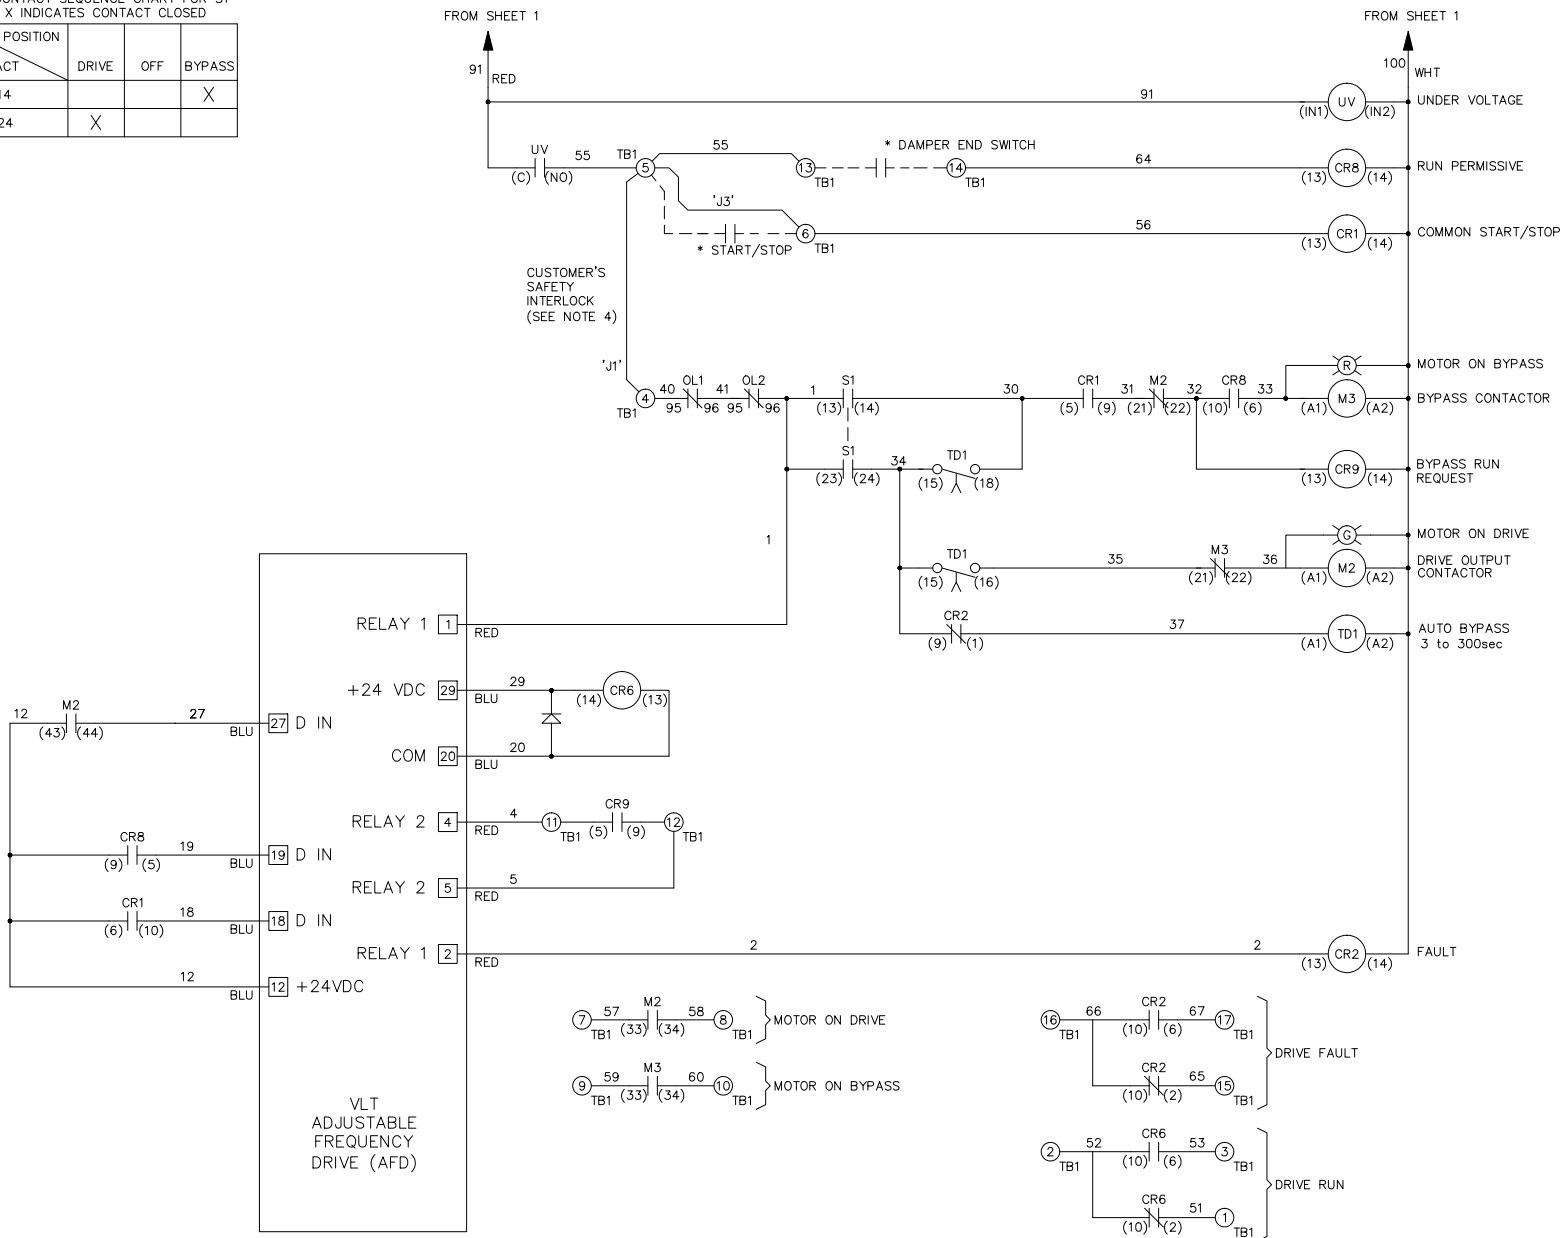 X INDICATES CONTACT CLOSED
POSITION
DRIVE OFF BYPASS
X
X
FROM SHEET 1
FROM SHEET 1
91 RED
100 WHT
91
(IN1) UV (IN2) UNDER VOLTAGE
UV
(C) (NO)
55
TB1 5
55
13 TB1
* DAMPER END SWITCH
14 TB1
64
(13) CR8 (14) RUN PERMISSIVE
'J3'
* START/STOP
6 TB1
56
(13) CR1 (14) COMMON START/STOP
CUSTOMER'S
SAFETY
INTERLOCK
(SEE NOTE 4)
'J1'
R MOTOR ON BYPASS
TB1 4
40 OL1 95 96
41 OL2 95 96
1 S1 (13) (14)
30
CR1 (5) (9)
31 M2 (21) (22)
32 CR8 (10) (6)
33
(A1) M3 (A2) BYPASS CONTACTOR
S1 (23) (24)
34
TD1 (15) (18)
(13) CR9 (14) BYPASS RUN
REQUEST
1
G MOTOR ON DRIVE
TD1 (15) (16)
35
M3 (21) (22)
36
(A1) M2 (A2) DRIVE OUTPUT
CONTACTOR
CR2 (9) (1)
37
(A1) TD1 (A2) AUTO BYPASS
3 to 300sec
RELAY 1 1 RED
+24 VDC 29 BLU 29 (14) CR6 (13)
12 M2 (43) (44) 27 BLU 27 D IN
COM 20 BLU 20
RELAY 2 4 RED 4 11 TB1 CR9 (5) (9) 12 TB1
CR8 (9) (5) 19 BLU 19 D IN
RELAY 2 5 RED 5
CR1 (6) (10) 18 BLU 18 D IN
RELAY 1 2 RED 2 2 (13) CR2 (14) FAULT
12 BLU 12 +24VDC
7 TB1 57 M2 (33) (34) 58 8 TB1 MOTOR ON DRIVE
9 TB1 59 M3 (33) (34) 60 10 TB1 MOTOR ON BYPASS
16 TB1 66 CR2 (10) (6) 67 17 TB1
DRIVE FAULT
CR2 (10) (2) 65 15 TB1
2 TB1 52 CR6 (10) (6) 53 3 TB1
DRIVE RUN
CR6 (10) (2) 51 1 TB1
VLT
ADJUSTABLE
FREQUENCY
DRIVE (AFD)